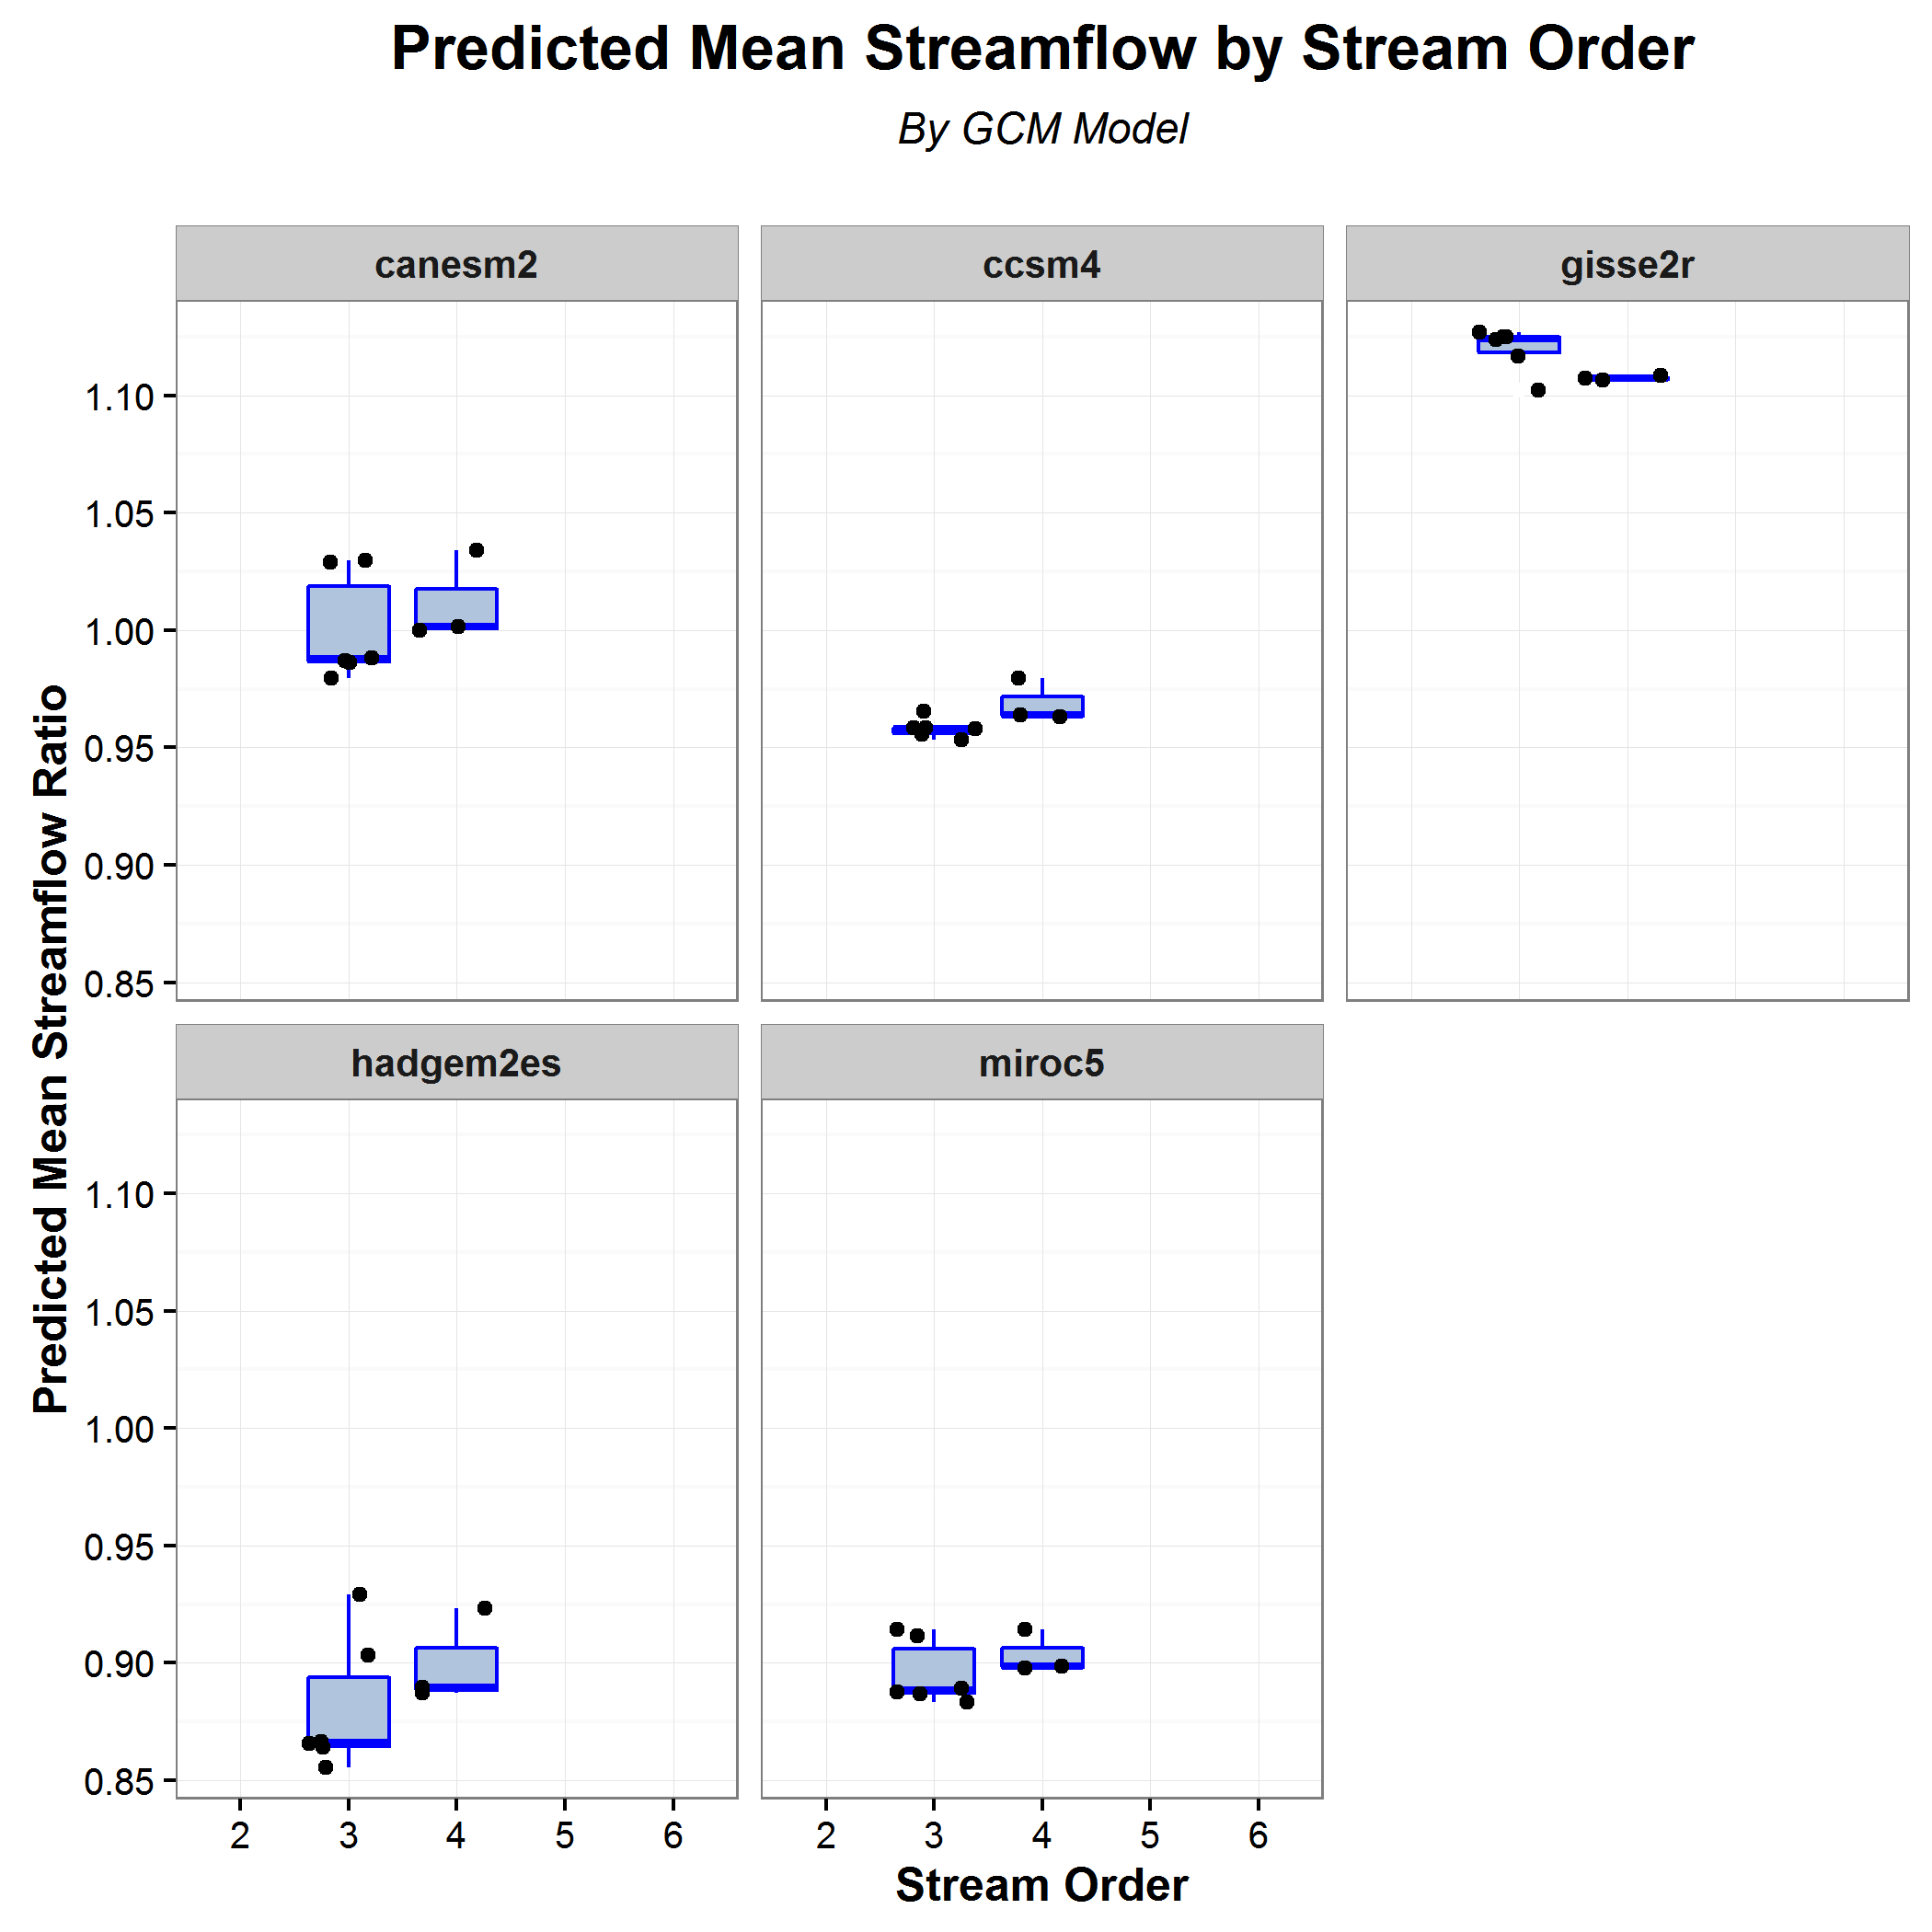 Predicted Mean Streamflow by Stream Order
By GCM Model
canesm2
ccsm4
gisse2r
Predicted Mean Streamflow Ratio
1.10
1.05
1.00
0.95
0.90
0.85
hadgem2es
miroc5
1.10
1.05
1.00
0.95
0.90
0.85
2 3 4 5 6
2 3 4 5 6
Stream Order